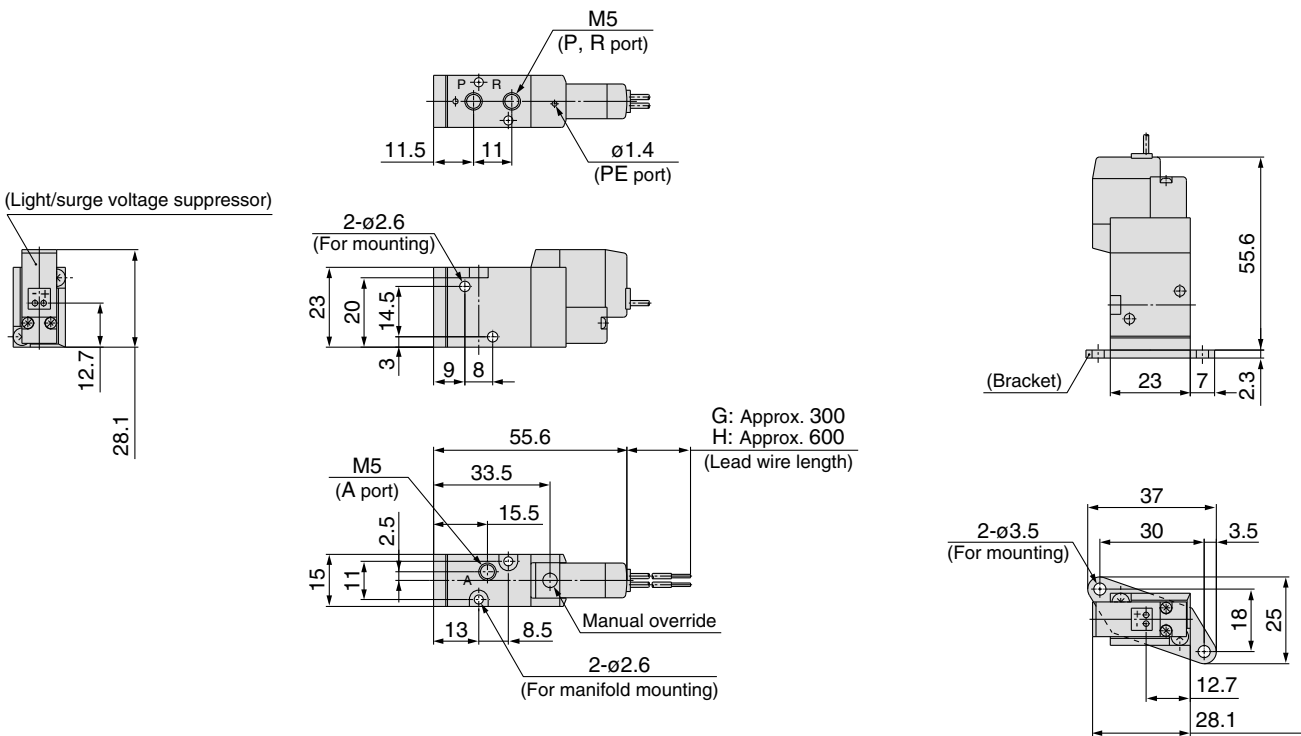 M5
(P, R port)
P
R
11.5
11
ø1.4
(PE port)
(Light/surge voltage suppressor)
- +
12.7
28.1
2-ø2.6
(For mounting)
23
20
14.5
3
9
8
55.6
(Bracket)
23
7
2.3
G: Approx. 300
H: Approx. 600
(Lead wire length)
55.6
33.5
15.5
M5
(A port)
2.5
15
11
A
13
8.5
Manual override
2-ø2.6
(For manifold mounting)
37
30
3.5
2-ø3.5
(For mounting)
+
-
18
25
12.7
28.1